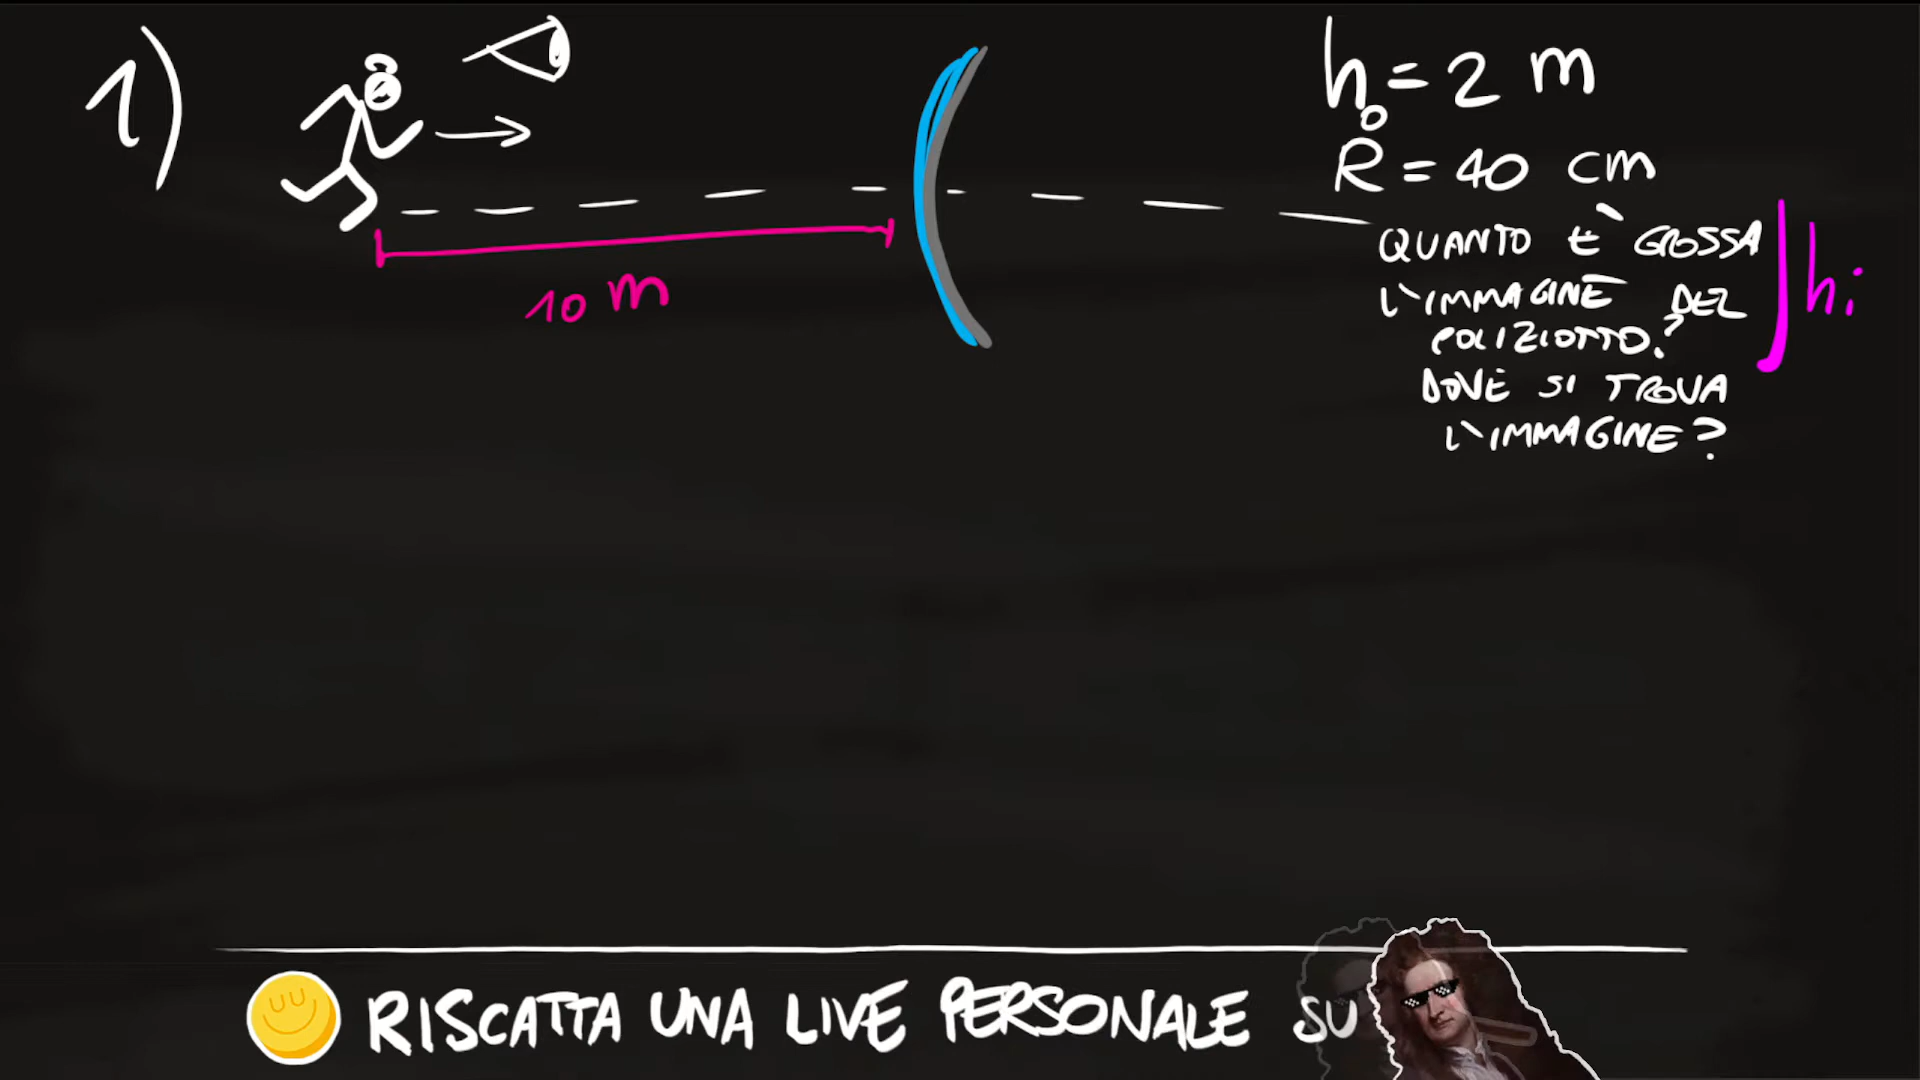 1)
h₀ = 2 m
R = 40 cm
QUANTO È GROSSA
L'IMMAGINE DEL
POLIZIOTTO?
hi
DOVE SI TROVA
L'IMMAGINE?
10 m
RISCATTA UNA LIVE PERSONALE SU